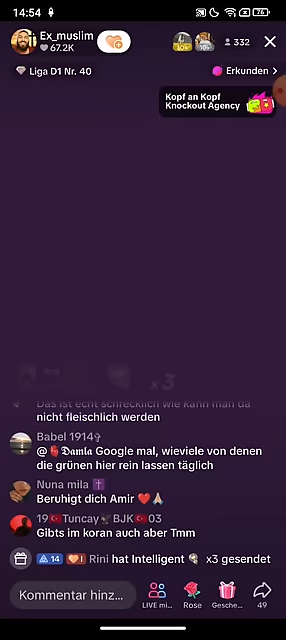 14:54
76
Ex_muslim
67.2K
332
Liga D1 Nr. 40
Erkunden
Kopf an Kopf
Knockout Agency
x3
Das ist echt schrecklich wie kann man da
nicht fleischlich werden
Babel 1914✞
@🫀𝕯𝖆𝖒𝖑𝖆 Google mal, wieviele von denen
die grünen hier rein lassen täglich
Nuna mila ✝️
Beruhigt dich Amir ❤️🙏🏼
19🇹🇷Tuncay🦅BJK🇹🇷03
Gibts im koran auch aber Tmm
14 I Rini hat Intelligent x3 gesendet
Kommentar hinz...
LIVE mi...
Rose
Gesche...
49